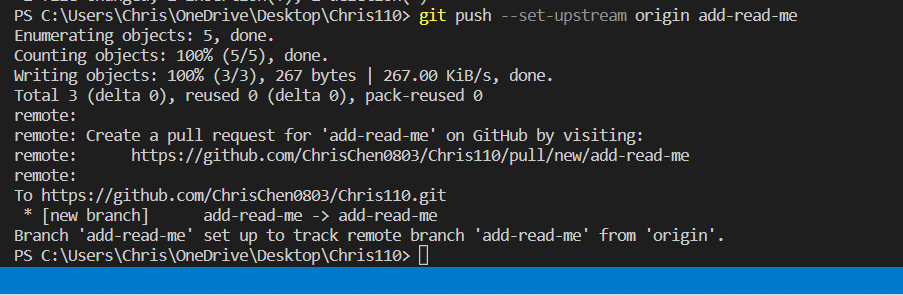 PS C:\Users\Chris\OneDrive\Desktop\Chris110> git push --set-upstream origin add-read-me
Enumerating objects: 5, done.
Counting objects: 100% (5/5), done.
Writing objects: 100% (3/3), 267 bytes | 267.00 KiB/s, done.
Total 3 (delta 0), reused 0 (delta 0), pack-reused 0
remote:
remote: Create a pull request for 'add-read-me' on GitHub by visiting:
remote:      https://github.com/ChrisChen0803/Chris110/pull/new/add-read-me
remote:
To https://github.com/ChrisChen0803/Chris110.git
 * [new branch]      add-read-me -> add-read-me
Branch 'add-read-me' set up to track remote branch 'add-read-me' from 'origin'.
PS C:\Users\Chris\OneDrive\Desktop\Chris110>